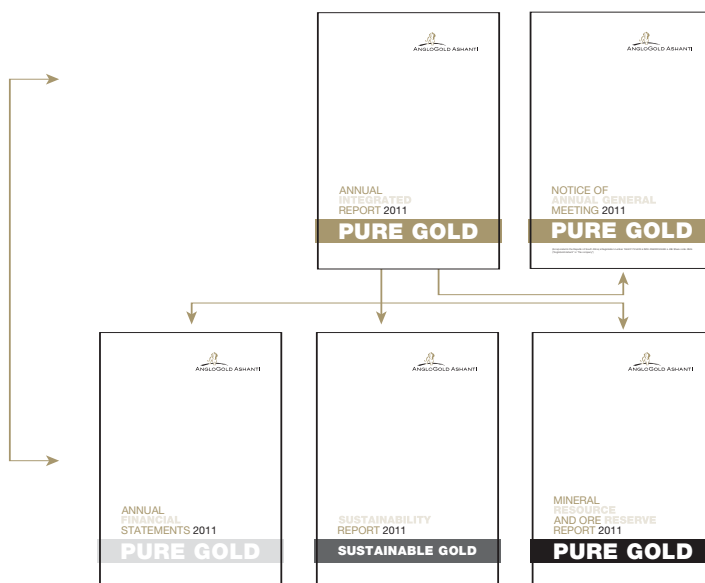 ANGLOGOLD ASHANTI
ANNUAL
INTEGRATED
REPORT 2011
PURE GOLD
ANGLOGOLD ASHANTI
NOTICE OF
ANNUAL GENERAL
MEETING 2011
PURE GOLD
ANGLOGOLD ASHANTI
ANNUAL
FINANCIAL
STATEMENTS 2011
PURE GOLD
ANGLOGOLD ASHANTI
SUSTAINABILITY
REPORT 2011
SUSTAINABLE GOLD
ANGLOGOLD ASHANTI
MINERAL
RESOURCE
AND ORE RESERVE
REPORT 2011
PURE GOLD